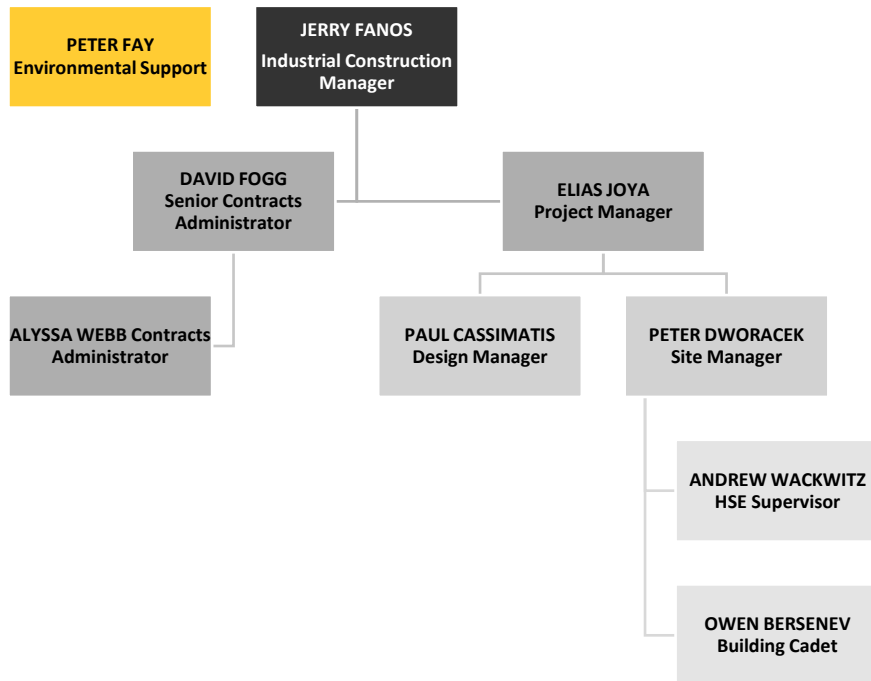 PETER FAY
Environmental Support
JERRY FANOS
Industrial Construction
Manager
DAVID FOGG
Senior Contracts
Administrator
ELIAS JOYA
Project Manager
ALYSSA WEBB Contracts
Administrator
PAUL CASSIMATIS
Design Manager
PETER DWORACEK
Site Manager
ANDREW WACKWITZ
HSE Supervisor
OWEN BERSENEV
Building Cadet